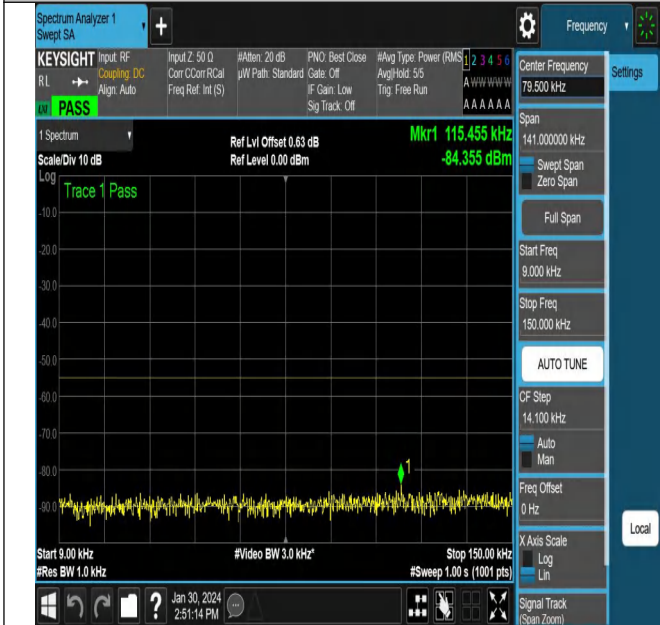 Spectrum Analyzer 1
Swept SA
Frequency
KEYSIGHT
RL
Input: RF
Coupling: DC
Align: Auto
Input Z: 50 Ω
Corr CCorr RCal
Freq Ref: Int (S)
#Atten: 20 dB
µW Path: Standard
PNO: Best Close
Gate: Off
IF Gain: Low
Sig Track: Off
#Avg Type: Power (RMS
Avg|Hold: 5/5
Trig: Free Run
1 2 3 4 5 6
A W W W W W
A A A A A A
PASS
1 Spectrum
Scale/Div 10 dB
Ref Lvl Offset 0.63 dB
Ref Level 0.00 dBm
Mkr1 115.455 kHz
-84.355 dBm
Log
Trace 1 Pass
-10.0
-20.0
-30.0
-40.0
-50.0
-60.0
-70.0
-80.0
-90.0
1
Start 9.00 kHz
#Res BW 1.0 kHz
#Video BW 3.0 kHz*
Stop 150.00 kHz
#Sweep 1.00 s (1001 pts)
?
Jan 30, 2024
2:51:14 PM
Center Frequency
79.500 kHz
Span
141.000000 kHz
Swept Span
Zero Span
Full Span
Start Freq
9.000 kHz
Stop Freq
150.000 kHz
AUTO TUNE
CF Step
14.100 kHz
Auto
Man
Freq Offset
0 Hz
X Axis Scale
Log
Lin
Signal Track
(Span Zoom)
Settings
Local